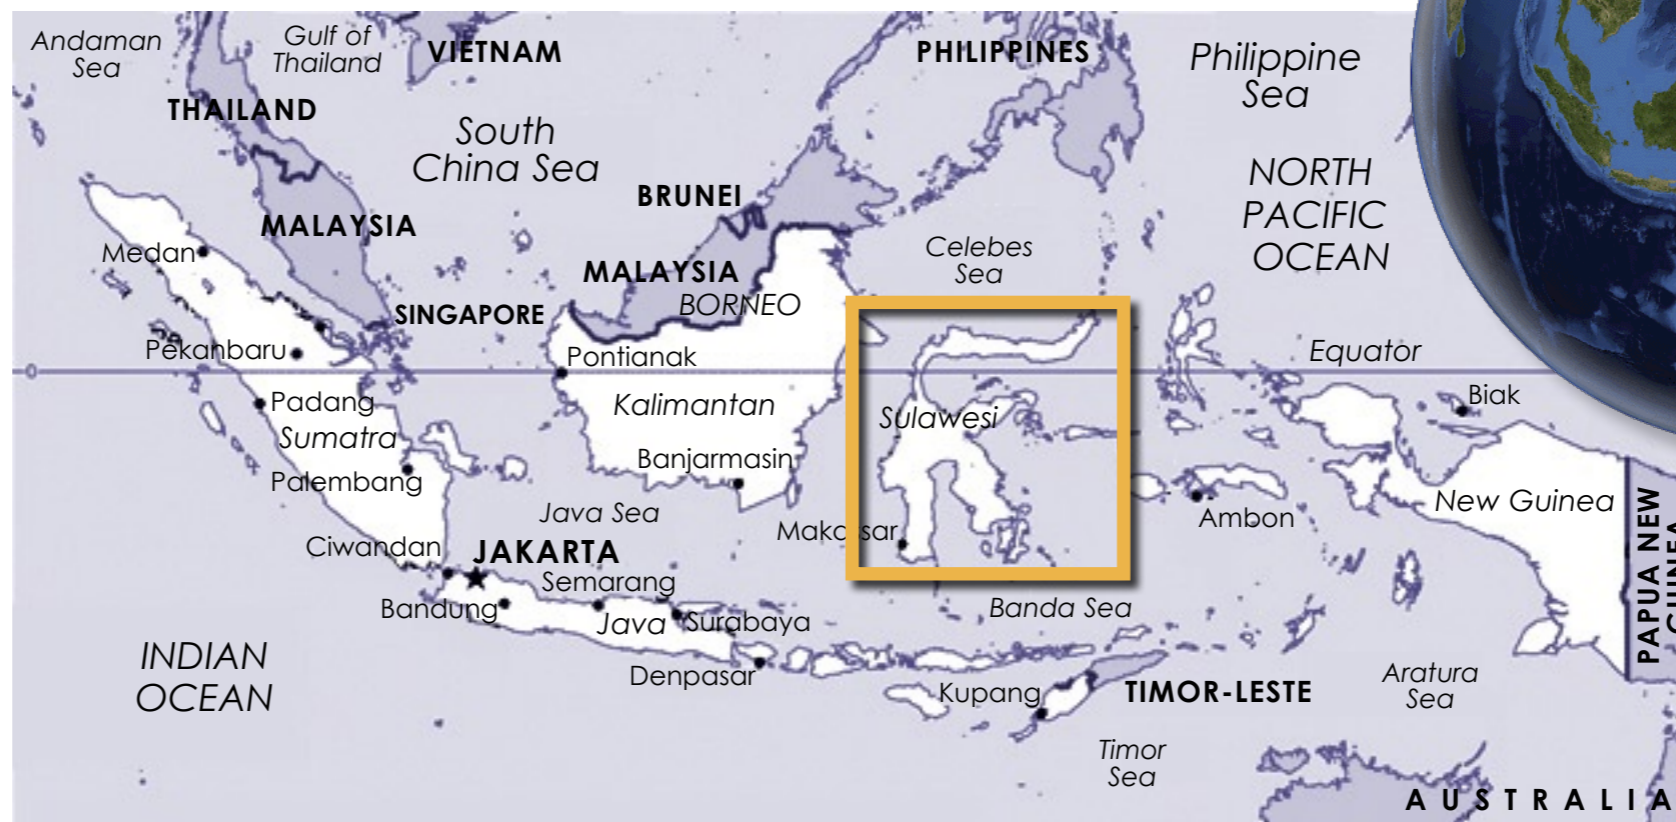 Andaman
Sea
Gulf of
Thailand
VIETNAM
PHILIPPINES
Philippine
Sea
THAILAND
South
China Sea
NORTH
PACIFIC
OCEAN
BRUNEI
MALAYSIA
Medan
Celebes
Sea
MALAYSIA
BORNEO
SINGAPORE
Pekanbaru
Pontianak
Equator
0
Padang
Kalimantan
Sulawesi
Biak
Sumatra
Banjarmasin
Palembang
New Guinea
Java Sea
Makassar
Ambon
PAPUA NEW
GUINEA
Ciwandan
JAKARTA
Semarang
Bandung
Java
Surabaya
Banda Sea
INDIAN
OCEAN
Denpasar
Kupang
TIMOR-LESTE
Aratura
Sea
Timor
Sea
AUSTRALIA